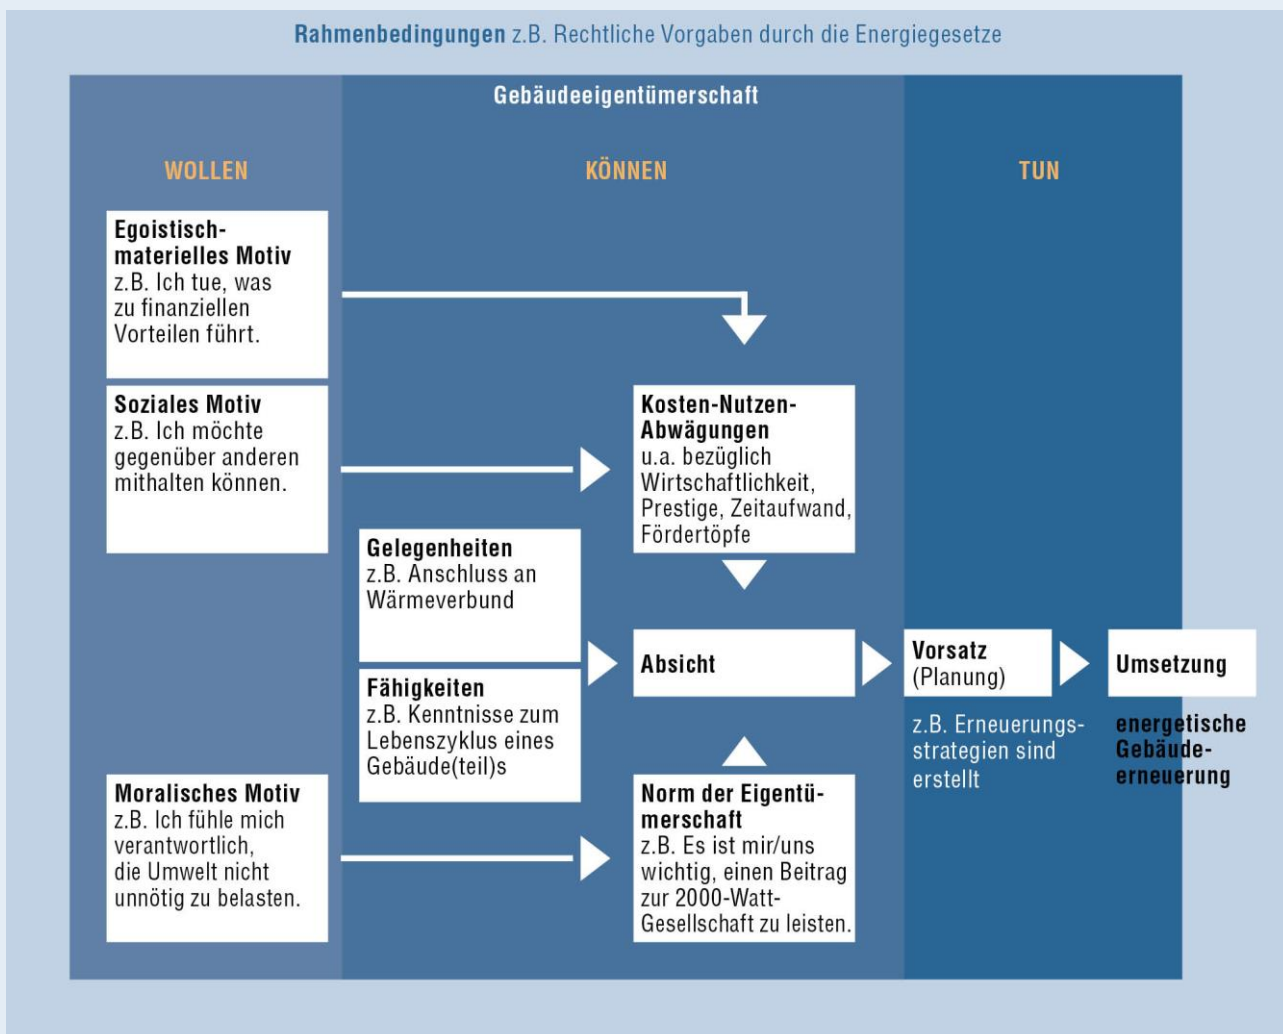 Rahmenbedingungen z.B. Rechtliche Vorgaben durch die Energiegesetze
Gebäudeeigentümerschaft
WOLLEN
KÖNNEN
TUN
Egoistisch-
materielles Motiv
z.B. Ich tue, was
zu finanziellen
Vorteilen führt.
Soziales Motiv
z.B. Ich möchte
gegenüber anderen
mithalten können.
Kosten-Nutzen-
Abwägungen
u.a. bezüglich
Wirtschaftlichkeit,
Prestige, Zeitaufwand,
Fördertöpfe
Gelegenheiten
z.B. Anschluss an
Wärmeverbund
Fähigkeiten
z.B. Kenntnisse zum
Lebenszyklus eines
Gebäude(teil)s
Absicht
Vorsatz
(Planung)
z.B. Erneuerungs-
strategien sind
erstellt
Umsetzung
energetische
Gebäude-
erneuerung
Moralisches Motiv
z.B. Ich fühle mich
verantwortlich,
die Umwelt nicht
unnötig zu belasten.
Norm der Eigentü-
merschaft
z.B. Es ist mir/uns
wichtig, einen Beitrag
zur 2000-Watt-
Gesellschaft zu leisten.